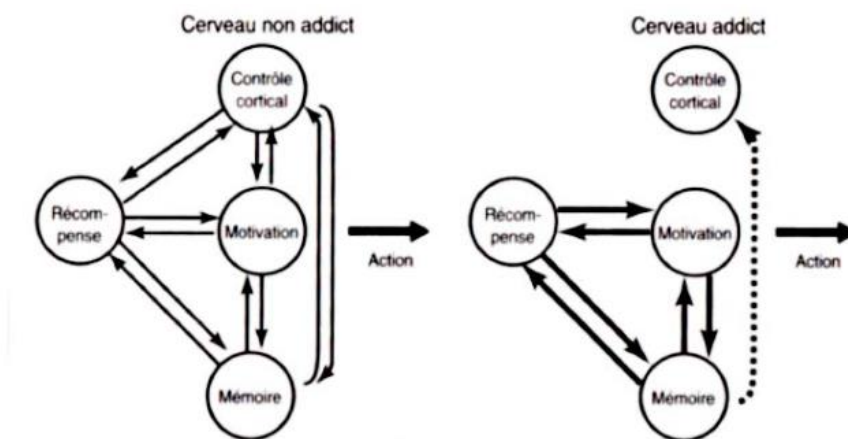 Cerveau non addict
Contrôle
cortical
Récom-
pense
Motivation
Action
Mémoire
Cerveau addict
Contrôle
cortical
Récom-
pense
Motivation
Action
Mémoire